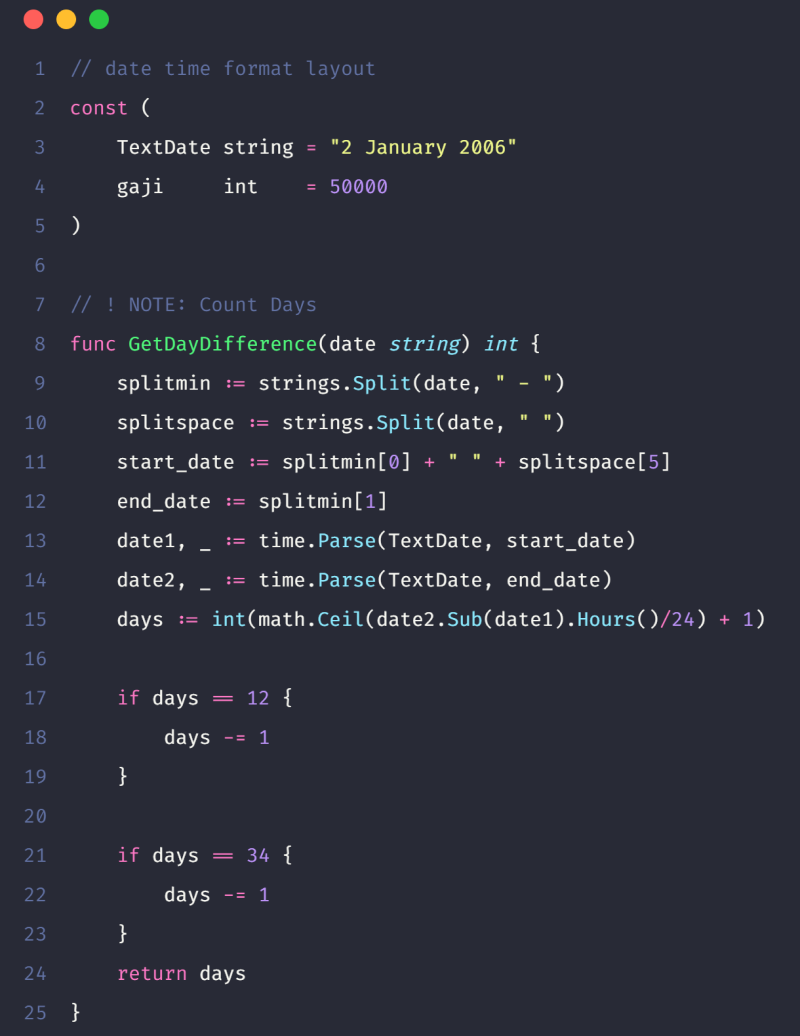 1 // date time format layout
2 const (
3     TextDate string = "2 January 2006"
4     gaji     int    = 50000
5 )
6
7 // ! NOTE: Count Days
8 func GetDayDifference(date string) int {
9     splitmin := strings.Split(date, " - ")
10     splitspace := strings.Split(date, " ")
11     start_date := splitmin[0] + " " + splitspace[5]
12     end_date := splitmin[1]
13     date1, _ := time.Parse(TextDate, start_date)
14     date2, _ := time.Parse(TextDate, end_date)
15     days := int(math.Ceil(date2.Sub(date1).Hours()/24) + 1)
16
17     if days == 12 {
18         days -= 1
19     }
20
21     if days == 34 {
22         days -= 1
23     }
24     return days
25 }